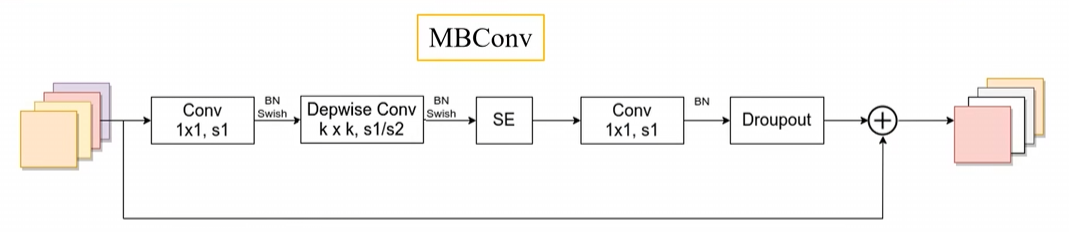 MBConv
Conv
1x1, s1
BN
Swish
Depwise Conv
k x k, s1/s2
BN
Swish
SE
Conv
1x1, s1
BN
Droupout